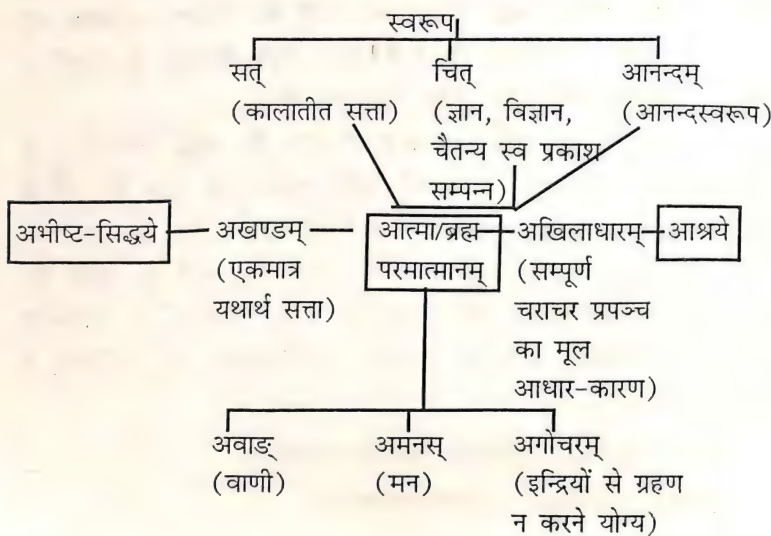 स्वरूप
सत् चित् आनन्दम्
(कालातीत सत्ता) (ज्ञान, विज्ञान, (आनन्दस्वरूप)
चैतन्य स्व प्रकाश
सम्पन्न)
अभीष्ट-सिद्धये अखण्डम् आत्मा/ब्रह्म अखिलाधारम् आश्रये
(एकमात्र परमात्मानम् (सम्पूर्ण
यथार्थ सत्ता) चराचर प्रपञ्च
का मूल
आधार-कारण)
अवाङ् अमनस् अगोचरम्
(वाणी) (मन) (इन्द्रियों से ग्रहण
न करने योग्य)